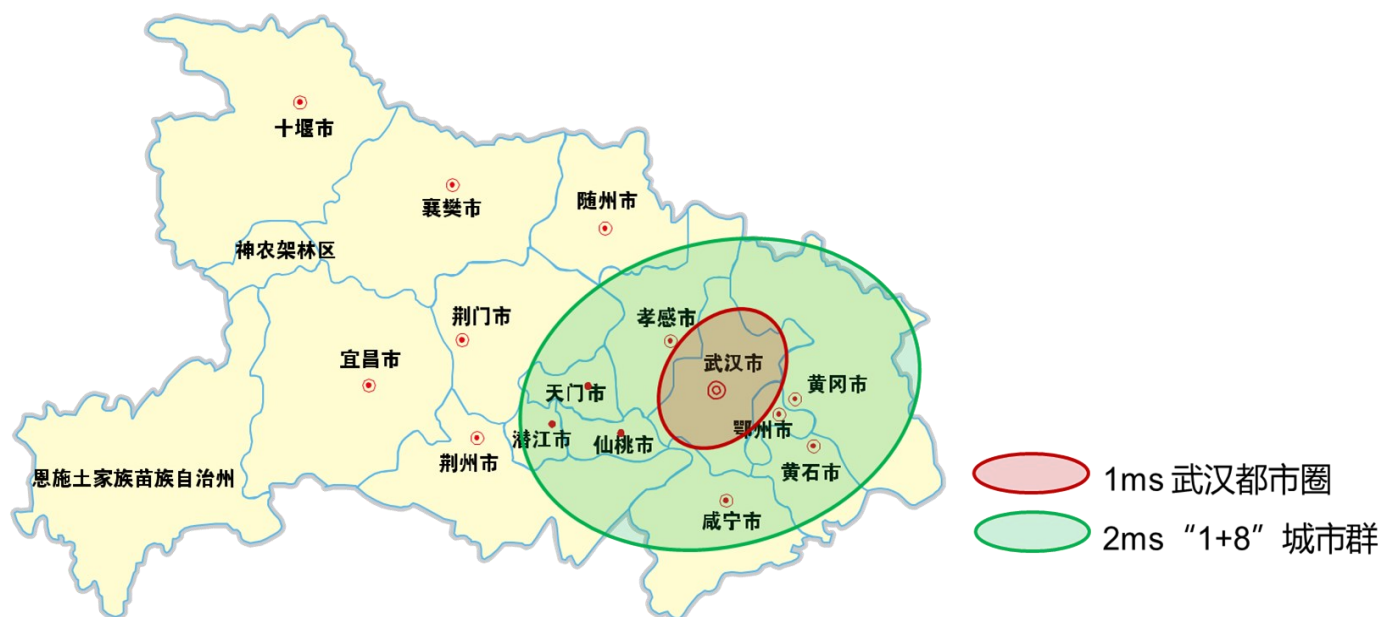 十堰市
襄樊市
随州市
神农架林区
荆门市
孝感市
宜昌市
武汉市
天门市
黄冈市
潜江市
仙桃市
鄂州市
荆州市
黄石市
恩施土家族苗族自治州
咸宁市
1ms 武汉都市圈
2ms “1+8” 城市群